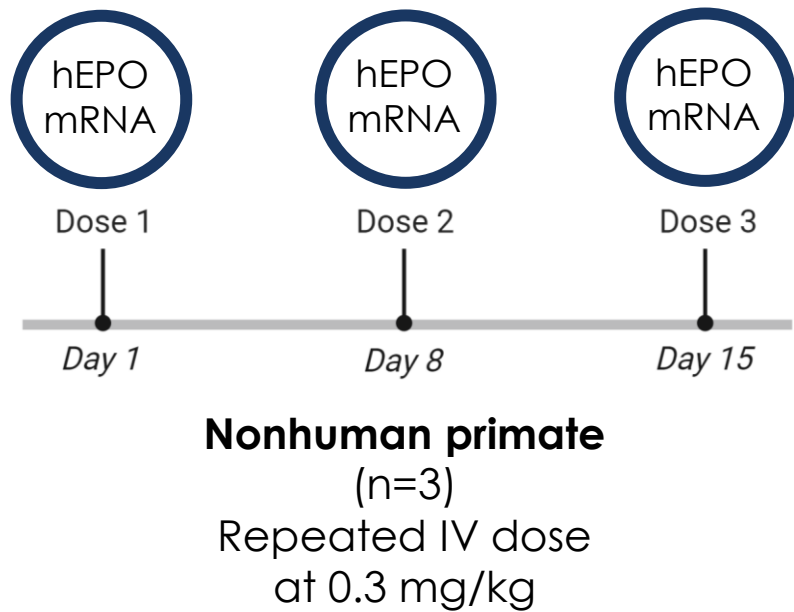 hEPO
mRNA
hEPO
mRNA
hEPO
mRNA
Dose 1
Dose 2
Dose 3
Day 1
Day 8
Day 15
Nonhuman primate
(n=3)
Repeated IV dose
at 0.3 mg/kg